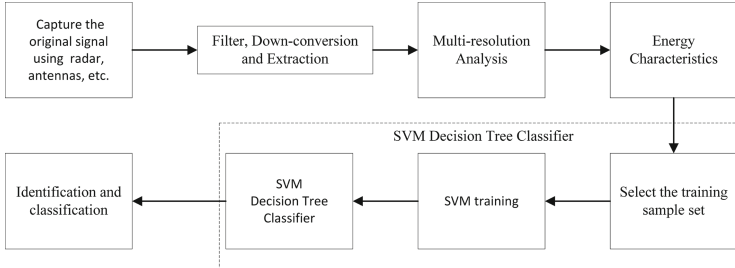 Capture the
original signal
using radar,
antennas, etc.
Filter, Down-conversion
and Extraction
Multi-resolution
Analysis
Energy
Characteristics
SVM Decision Tree Classifier
Identification and
classification
SVM
Decision Tree
Classifier
SVM training
Select the training
sample set